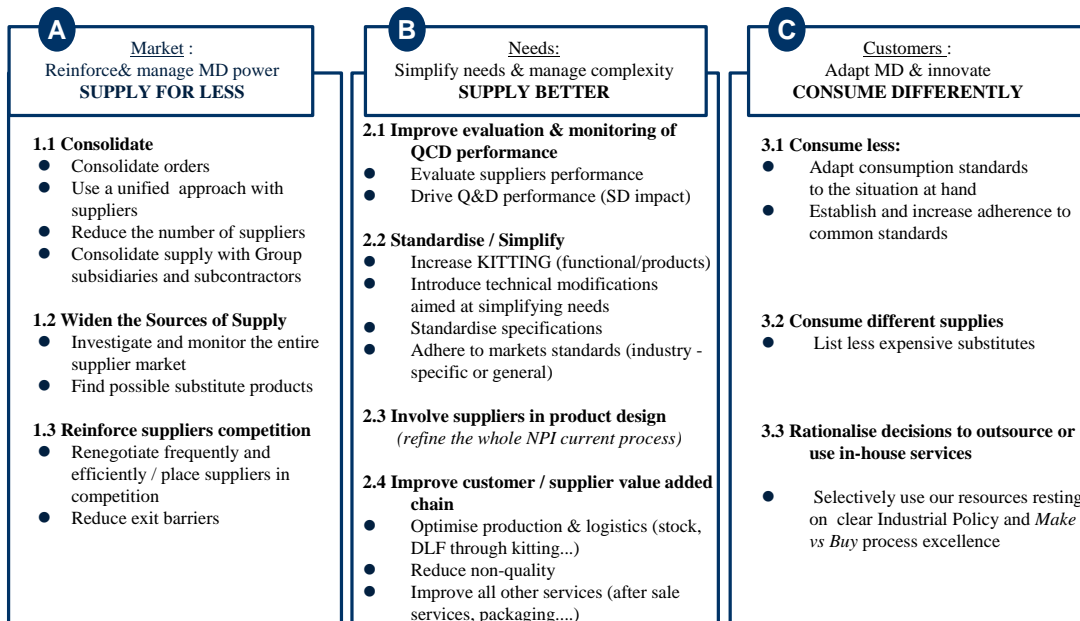 A
Market :
Reinforce& manage MD power
SUPPLY FOR LESS
1.1 Consolidate
● Consolidate orders
● Use a unified approach with
suppliers
● Reduce the number of suppliers
● Consolidate supply with Group
subsidiaries and subcontractors
1.2 Widen the Sources of Supply
● Investigate and monitor the entire
supplier market
● Find possible substitute products
1.3 Reinforce suppliers competition
● Renegotiate frequently and
efficiently / place suppliers in
competition
● Reduce exit barriers
B
Needs:
Simplify needs & manage complexity
SUPPLY BETTER
2.1 Improve evaluation & monitoring of
QCD performance
● Evaluate suppliers performance
● Drive Q&D performance (SD impact)
2.2 Standardise / Simplify
● Increase KITTING (functional/products)
● Introduce technical modifications
aimed at simplifying needs
● Standardise specifications
● Adhere to markets standards (industry -
specific or general)
2.3 Involve suppliers in product design
(refine the whole NPI current process)
2.4 Improve customer / supplier value added
chain
● Optimise production & logistics (stock,
DLF through kitting...)
● Reduce non-quality
● Improve all other services (after sale
services, packaging....)
C
Customers :
Adapt MD & innovate
CONSUME DIFFERENTLY
3.1 Consume less:
● Adapt consumption standards
to the situation at hand
● Establish and increase adherence to
common standards
3.2 Consume different supplies
● List less expensive substitutes
3.3 Rationalise decisions to outsource or
use in-house services
● Selectively use our resources resting
on clear Industrial Policy and Make
vs Buy process excellence